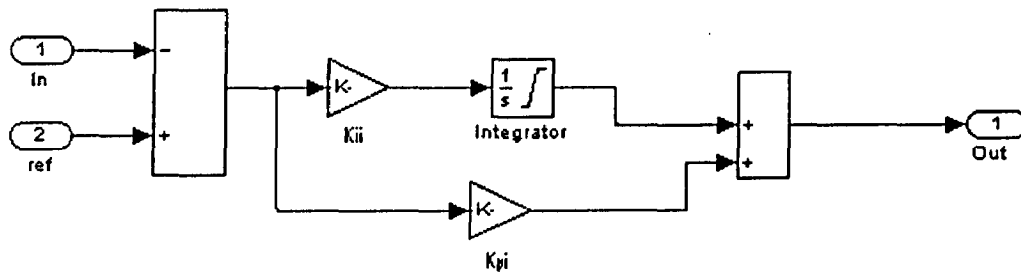 1
In
2
ref
-
+
K-
Kii
1
s
Integrator
K-
Kpi
+
+
1
Out